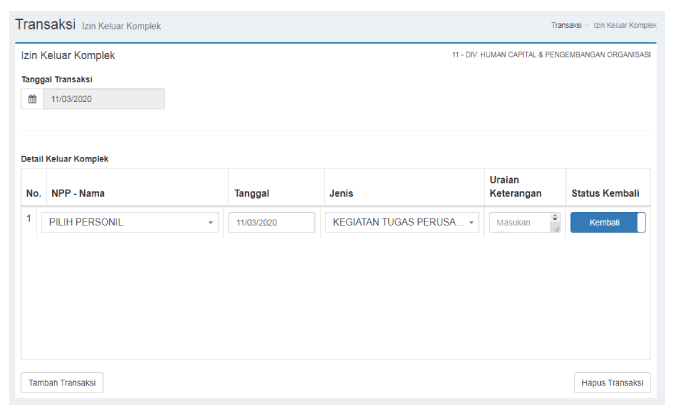 Transaksi Izin Keluar Komplek
Transaksi > Izin Keluar Komplek
Izin Keluar Komplek
11 - DIV. HUMAN CAPITAL & PENGEMBANGAN ORGANISASI
Tanggal Transaksi
11/03/2020
Detail Keluar Komplek
No. NPP - Nama Tanggal Jenis Uraian Keterangan Status Kembali
1 PILIH PERSONIL 11/03/2020 KEGIATAN TUGAS PERUSA... Masukan Kembali
Tambah Transaksi Hapus Transaksi